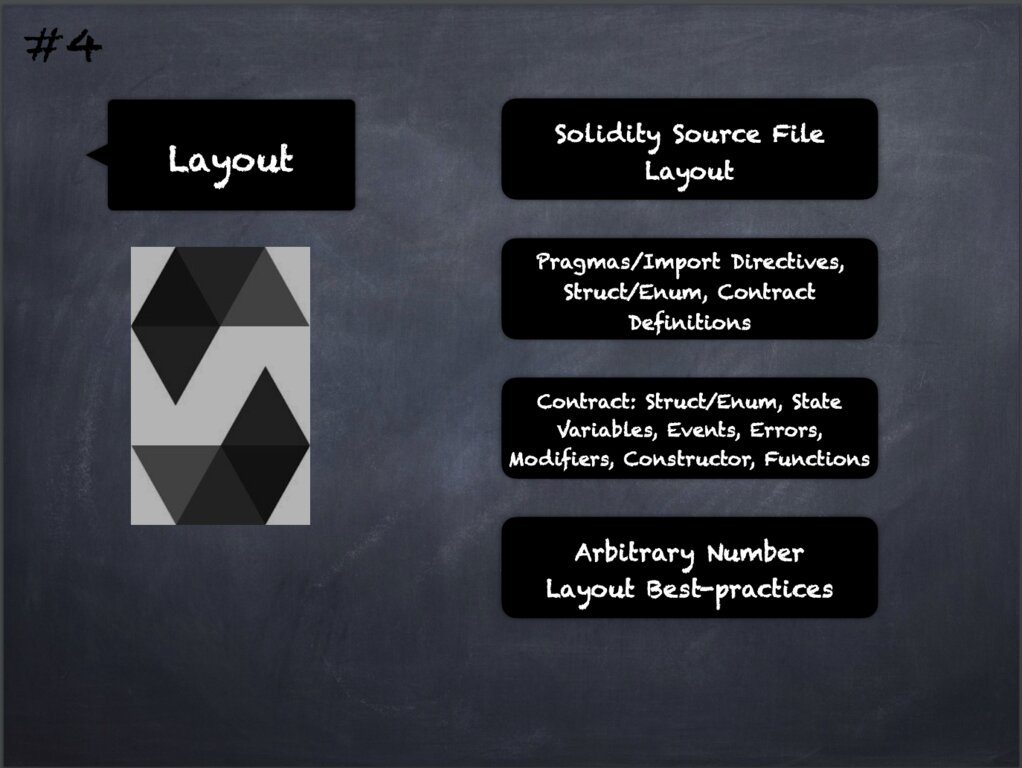 #4
Layout
Solidity Source File
Layout
Pragmas/Import Directives,
Struct/Enum, Contract
Definitions
Contract: Struct/Enum, State
Variables, Events, Errors,
Modifiers, Constructor, Functions
Arbitrary Number
Layout Best-practices